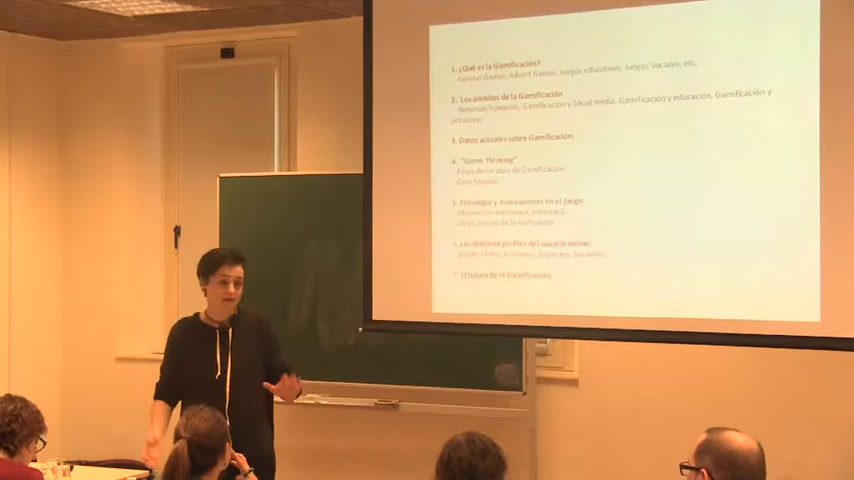 1. ¿Qué es la Gamificación?
-Serious Games, Advert Games, Juegos educativos, Juegos Sociales, etc.
2. Los ámbitos de la Gamificación
-Recursos humanos, Gamificación y Social media, Gamificación y educación, Gamificación y
3. Datos actuales sobre Gamificación.
4. "Game Thinking"
-Fases de un plan de Gamificación.
5. Psicología y motivaciones en el juego.
-Motivación extrínseca, intrínseca.
-Otras teorías de la motivación.
6. Los distintos perfiles del usuario online:
Achievers, Explorers, Socializers.
7. El futuro de la Gamificación.